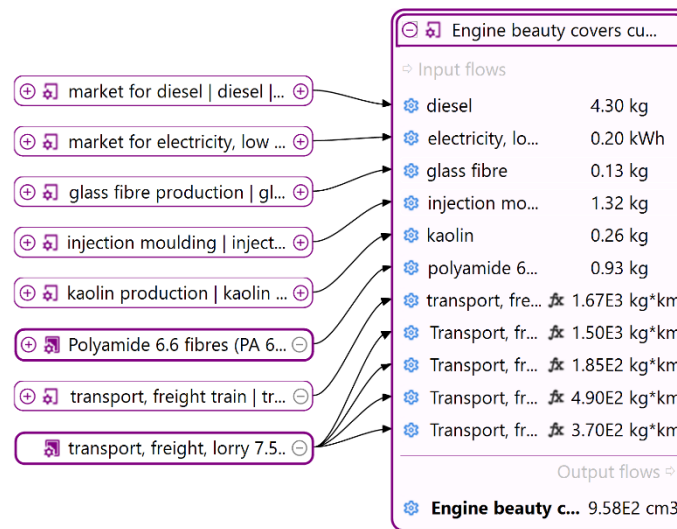 Engine beauty covers cu...
Input flows
market for diesel | diesel |...
diesel 4.30 kg
market for electricity, low ...
electricity, lo... 0.20 kWh
glass fibre production | gl...
glass fibre 0.13 kg
injection moulding | inject...
injection mo... 1.32 kg
kaolin production | kaolin ...
kaolin 0.26 kg
Polyamide 6.6 fibres (PA 6...
polyamide 6... 0.93 kg
transport, freight train | tr...
transport, fre... fx 1.67E3 kg*km
transport, freight, lorry 7.5..
Transport, fr... fx 1.50E3 kg*km
Transport, fr... fx 1.85E2 kg*km
Transport, fr... fx 4.90E2 kg*km
Transport, fr... fx 3.70E2 kg*km
Output flows
Engine beauty c... 9.58E2 cm3